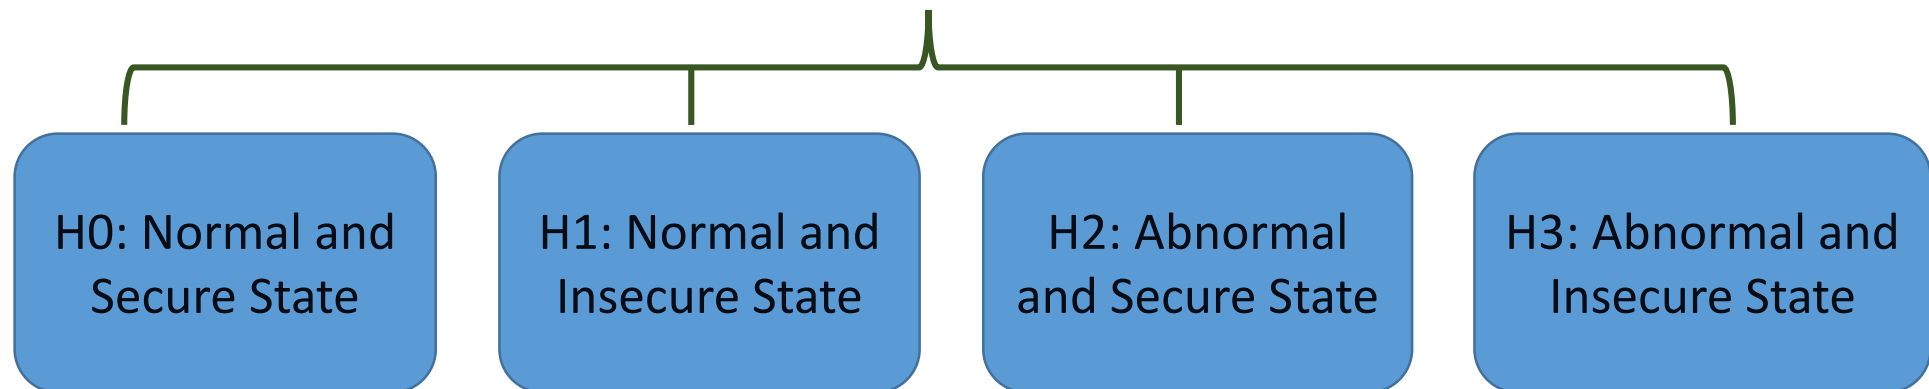 H0: Normal and
Secure State
H1: Normal and
Insecure State
H2: Abnormal
and Secure State
H3: Abnormal and
Insecure State